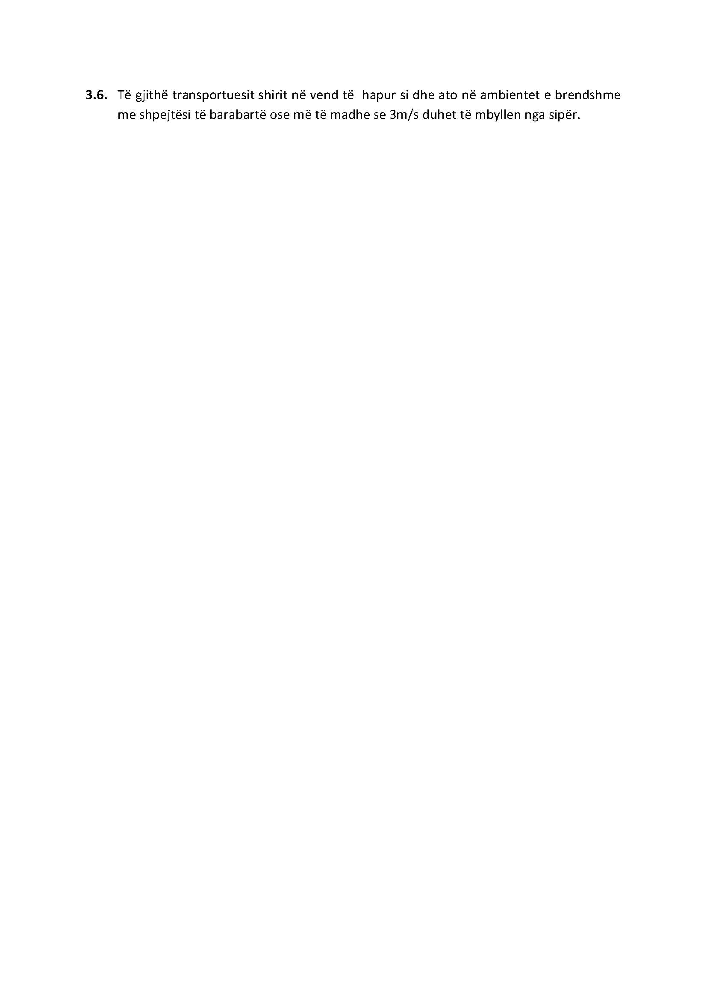 3.6. Të gjithë transportuesit shirit në vend të  hapur si dhe ato në ambientet e brendshme
me shpejtësi të barabartë ose më të madhe se 3m/s duhet të mbyllen nga sipër.